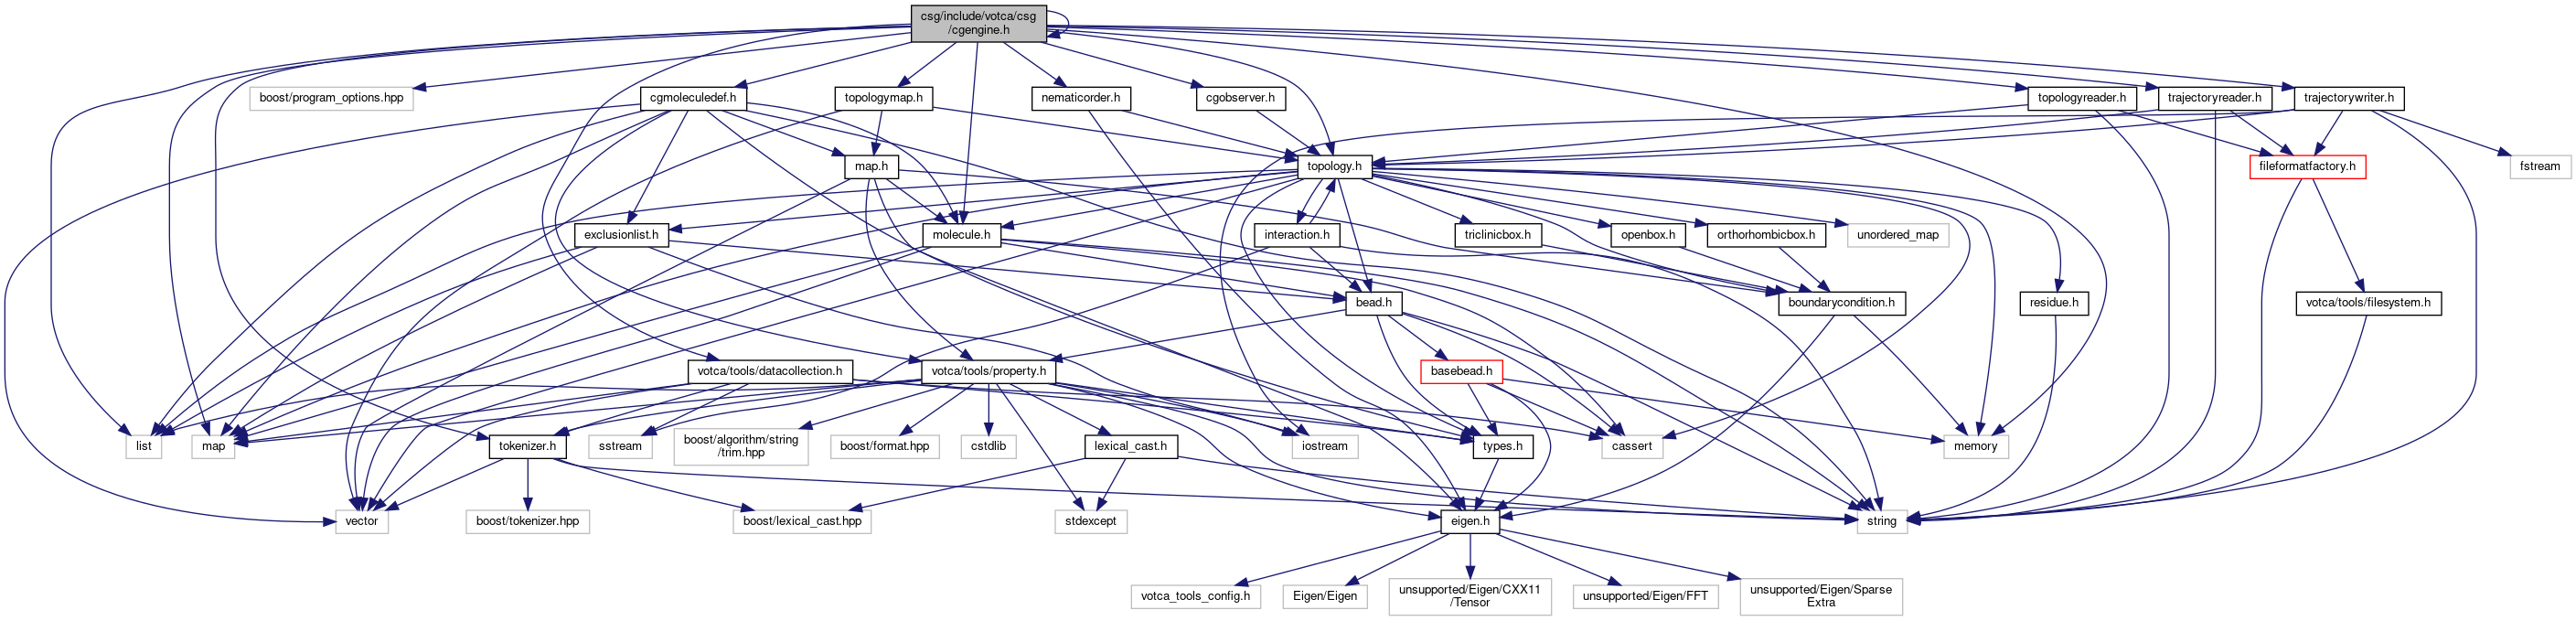 csg/include/votca/csg
/cgengine.h
boost/program_options.hpp
cgmoleculedef.h
topologymap.h
nematicorder.h
cgobserver.h
topologyreader.h
trajectoryreader.h
trajectorywriter.h
map.h
topology.h
fileformatfactory.h
fstream
exclusionlist.h
molecule.h
interaction.h
triclinicbox.h
openbox.h
orthorhombicbox.h
unordered_map
bead.h
boundarycondition.h
residue.h
votca/tools/filesystem.h
votca/tools/datacollection.h
votca/tools/property.h
basebead.h
list
map
tokenizer.h
sstream
boost/algorithm/string
/trim.hpp
boost/format.hpp
cstdlib
lexical_cast.h
iostream
types.h
cassert
memory
vector
boost/tokenizer.hpp
boost/lexical_cast.hpp
stdexcept
eigen.h
string
votca_tools_config.h
Eigen/Eigen
unsupported/Eigen/CXX11
/Tensor
unsupported/Eigen/FFT
unsupported/Eigen/Sparse
Extra